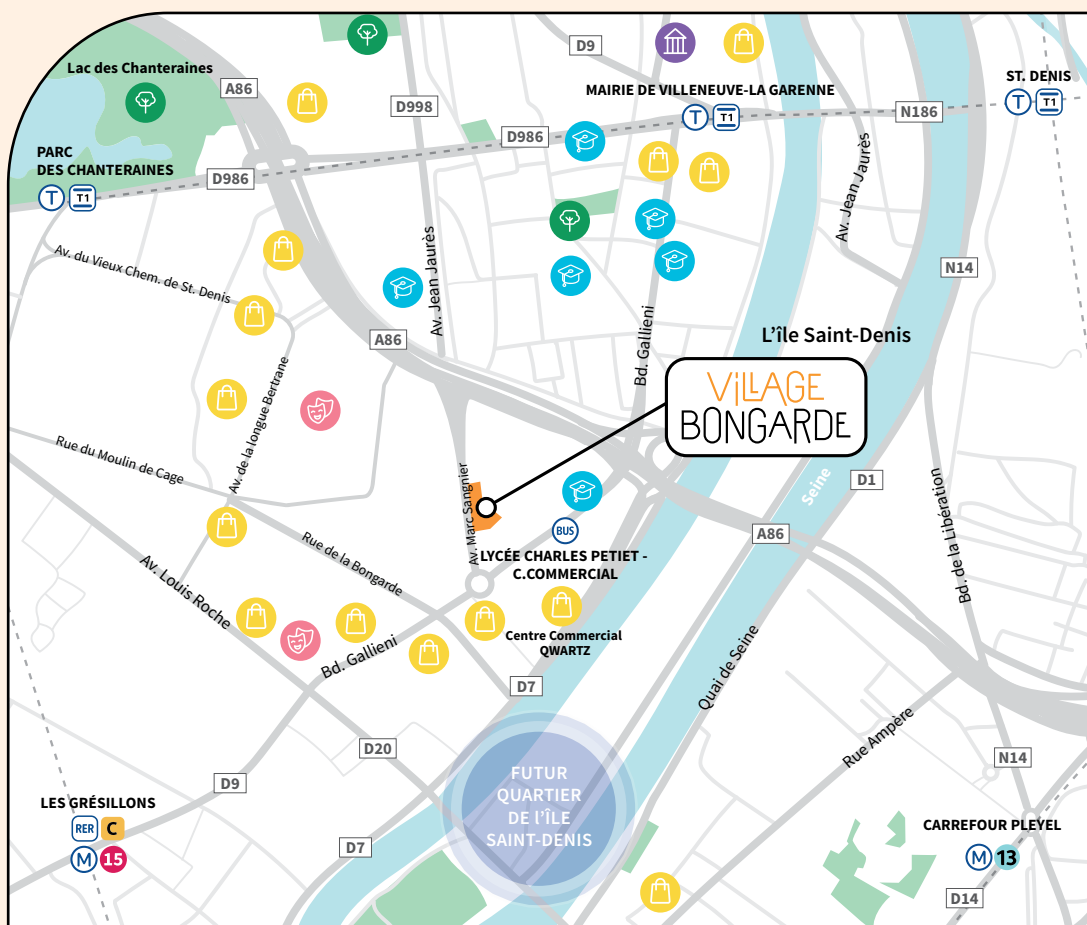 D9
Lac des Chanteraines
A86
MAIRIE DE VILLENEUVE-LA GARENNE
ST. DENIS
D998
T T1
T T1
N186
D986
PARC
DES CHANTERAINES
T T1
D986
Av. Jean Jaurès
Av. Jean Jaurès
Av. du Vieux Chem. de St. Denis
N14
A86
L’île Saint-Denis
Bd. Gallieni
VILLAGE
BONGARDE
Av. de la longue Bertrane
Rue du Moulin de Cage
Av. Marc Sangnier
Seine
D1
Bd. de la Libération
BUS
A86
LYCÉE CHARLES PETIET -
C.COMMERCIAL
Rue de la Bongarde
Av. Louis Roche
Centre Commercial
QWARTZ
Bd. Gallieni
Quai de Seine
D7
Rue Ampère
D20
N14
D9
FUTUR
QUARTIER
DE l’ÎLE
SAINT-DENIS
LES GRÉSILLONS
RER C
M 15
CARREFOUR PLEYEL
M 13
D7
D14